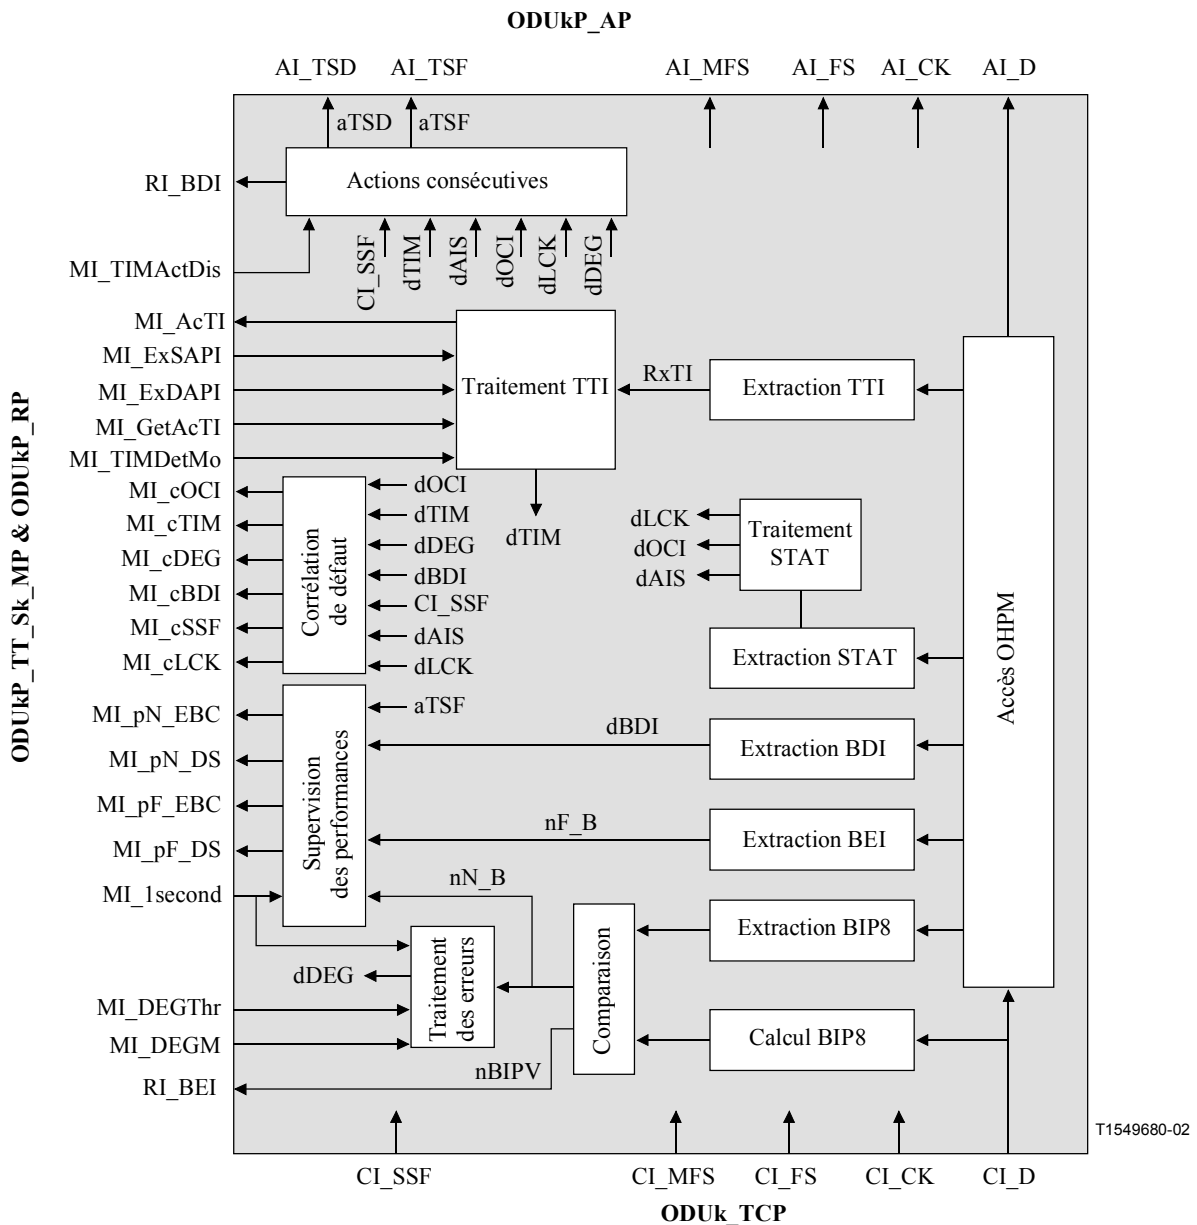 ODUkP_AP
AI_TSD
AI_TSF
AI_MFS
AI_FS
AI_CK
AI_D
aTSD
aTSF
RI_BDI
Actions consécutives
MI_TIMActDis
CI_SSF
dTIM
dAIS
dOCI
dLCK
dDEG
MI_AcTI
MI_ExSAPI
MI_ExDAPI
MI_GetAcTI
MI_TIMDetMo
Traitement TTI
RxTI
Extraction TTI
dTIM
ODUkP_TT_Sk_MP & ODUkP_RP
MI_cOCI
MI_cTIM
MI_cDEG
MI_cBDI
MI_cSSF
MI_cLCK
Corrélation
de défaut
dOCI
dTIM
dDEG
dBDI
CI_SSF
dAIS
dLCK
dLCK
dOCI
dAIS
Traitement
STAT
Extraction STAT
Accès OHPM
MI_pN_EBC
MI_pN_DS
MI_pF_EBC
MI_pF_DS
MI_1second
Supervision
des performances
aTSF
dBDI
Extraction BDI
nF_B
Extraction BEI
nN_B
Extraction BIP8
Comparaison
Traitement
des erreurs
dDEG
MI_DEGThr
MI_DEGM
Calcul BIP8
nBIPV
RI_BEI
T1549680-02
CI_SSF
CI_MFS
CI_FS
CI_CK
CI_D
ODUk_TCP